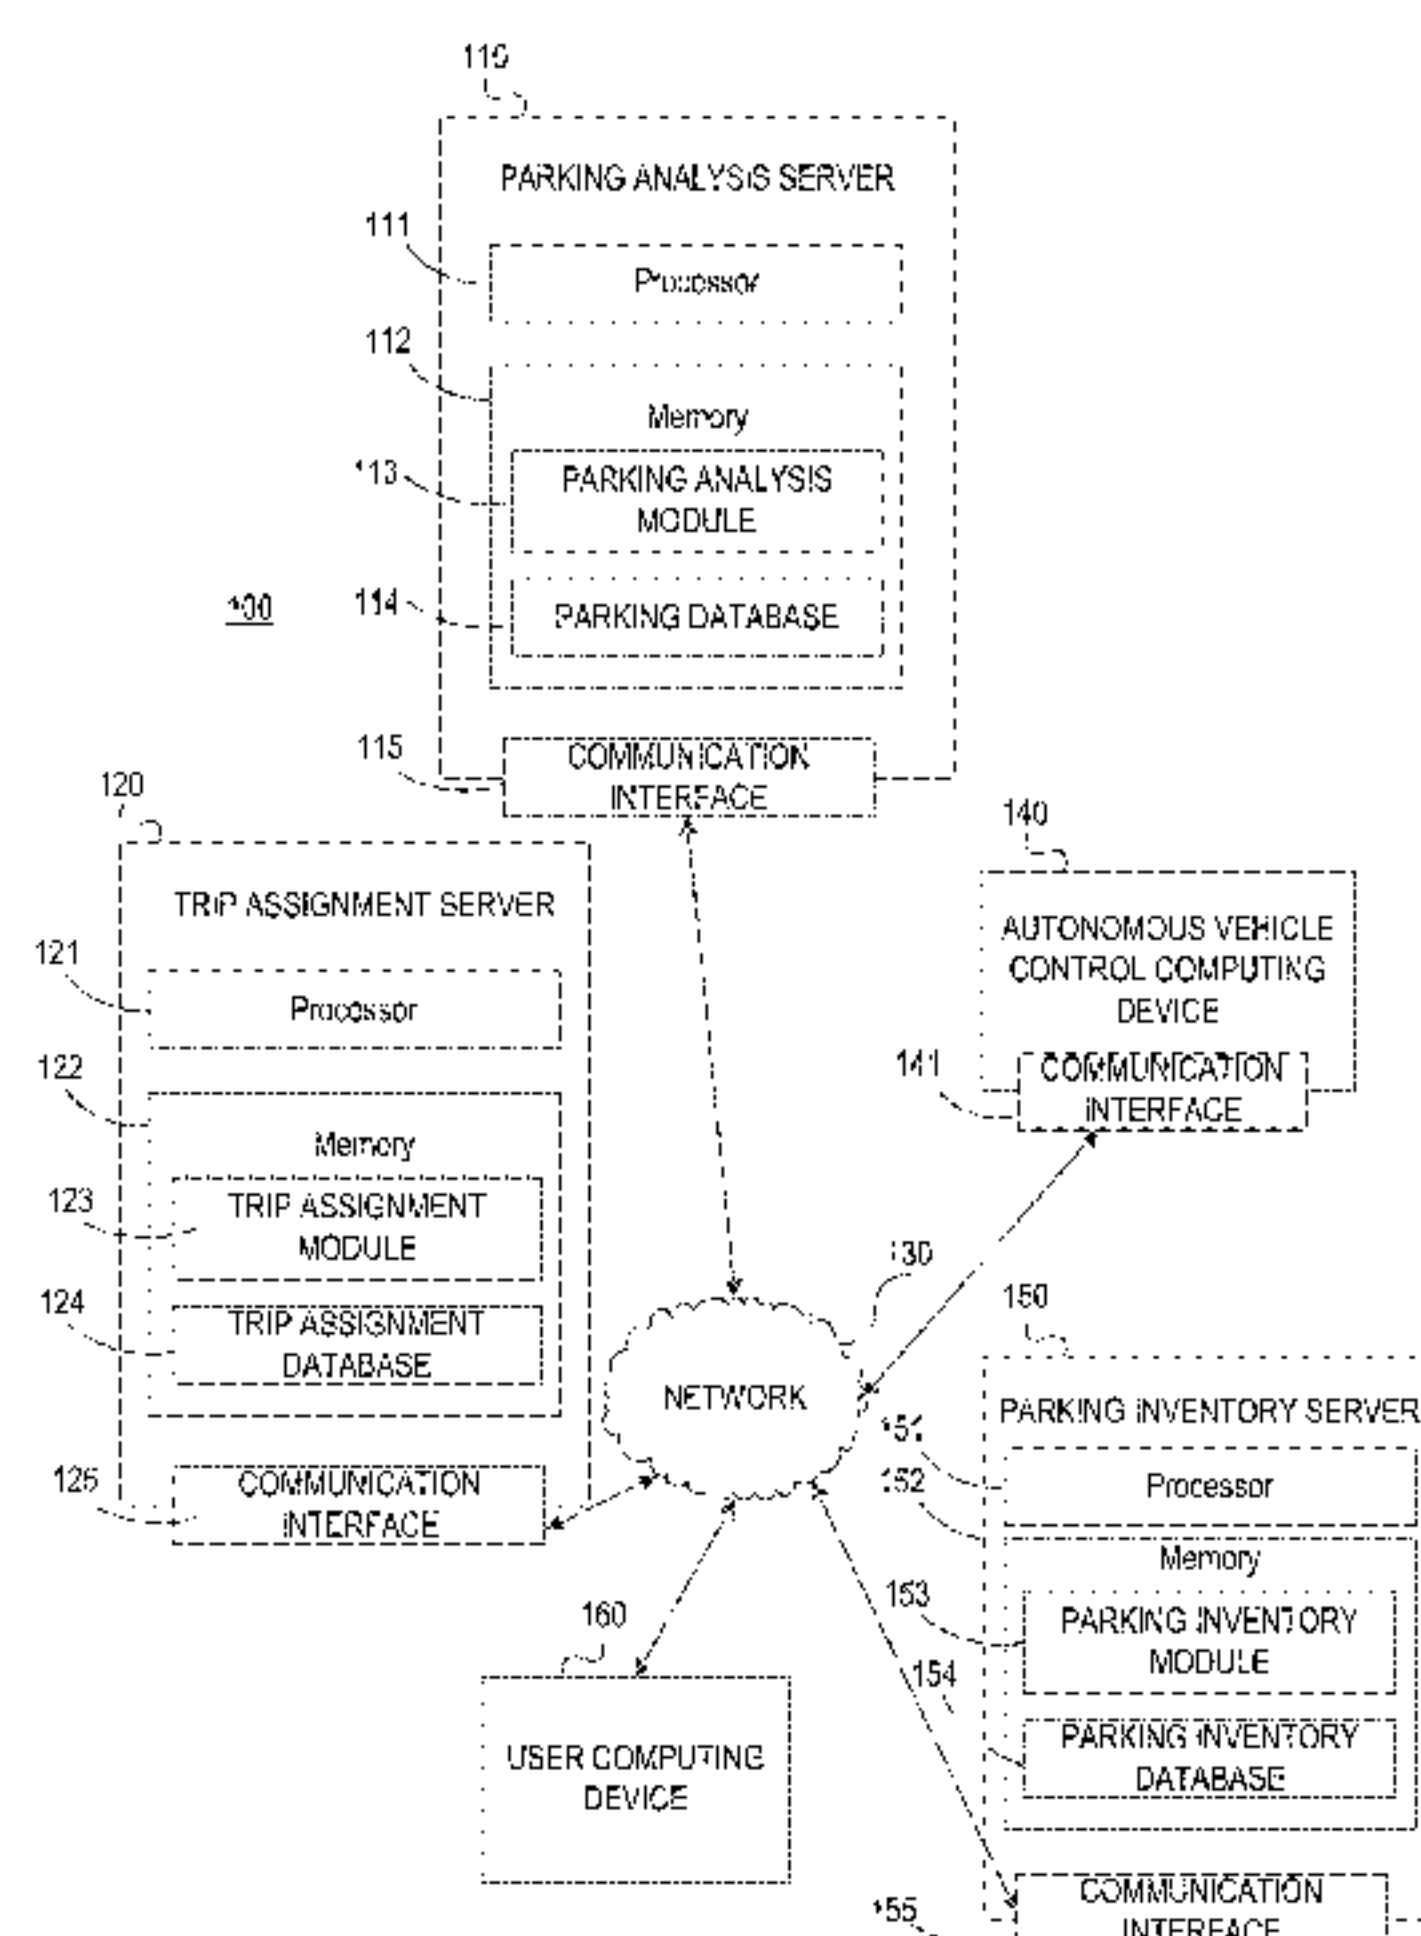 110
PARKING ANALYSIS SERVER
111
Processor
112
Memory
113
PARKING ANALYSIS
MODULE
100
114
PARKING DATABASE
115
COMMUNICATION
INTERFACE
120
TRIP ASSIGNMENT SERVER
121
Processor
122
Memory
123
TRIP ASSIGNMENT
MODULE
124
TRIP ASSIGNMENT
DATABASE
125
COMMUNICATION
INTERFACE
140
AUTONOMOUS VEHICLE
CONTROL COMPUTING
DEVICE
141
COMMUNICATION
INTERFACE
130
NETWORK
150
PARKING INVENTORY SERVER
151
Processor
152
Memory
153
PARKING INVENTORY
MODULE
154
PARKING INVENTORY
DATABASE
155
COMMUNICATION
INTERFACE
160
USER COMPUTING
DEVICE